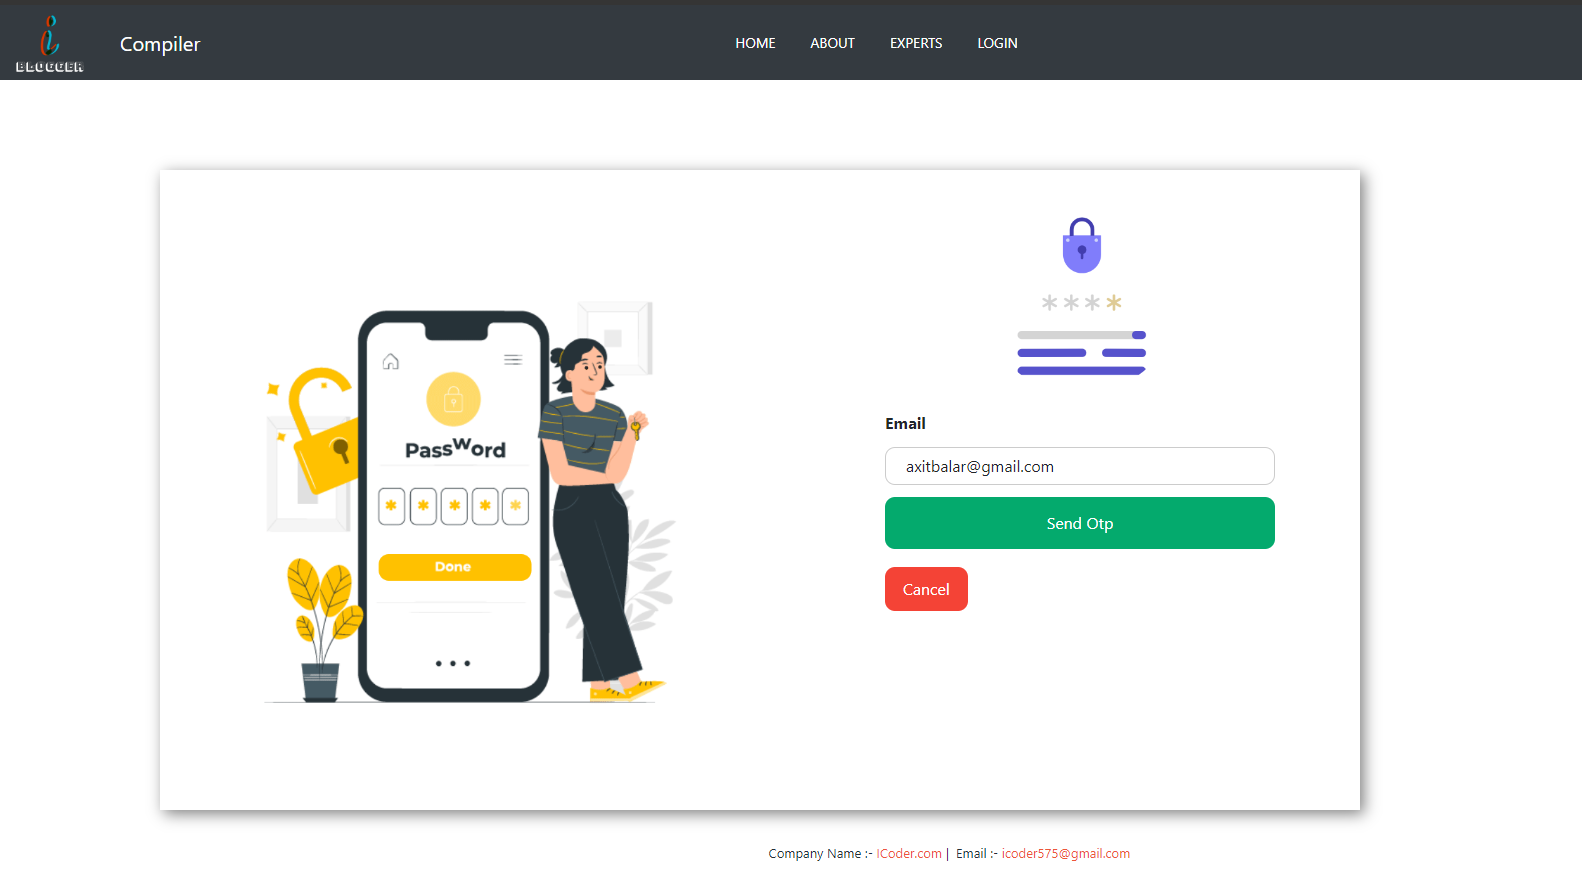 BLOGGER
Compiler
HOME ABOUT EXPERTS LOGIN
PassWord
* * * * *
Done
* * * *
Email
axitbalar@gmail.com
Send Otp
Cancel
Company Name :- ICoder.com | Email :- icoder575@gmail.com